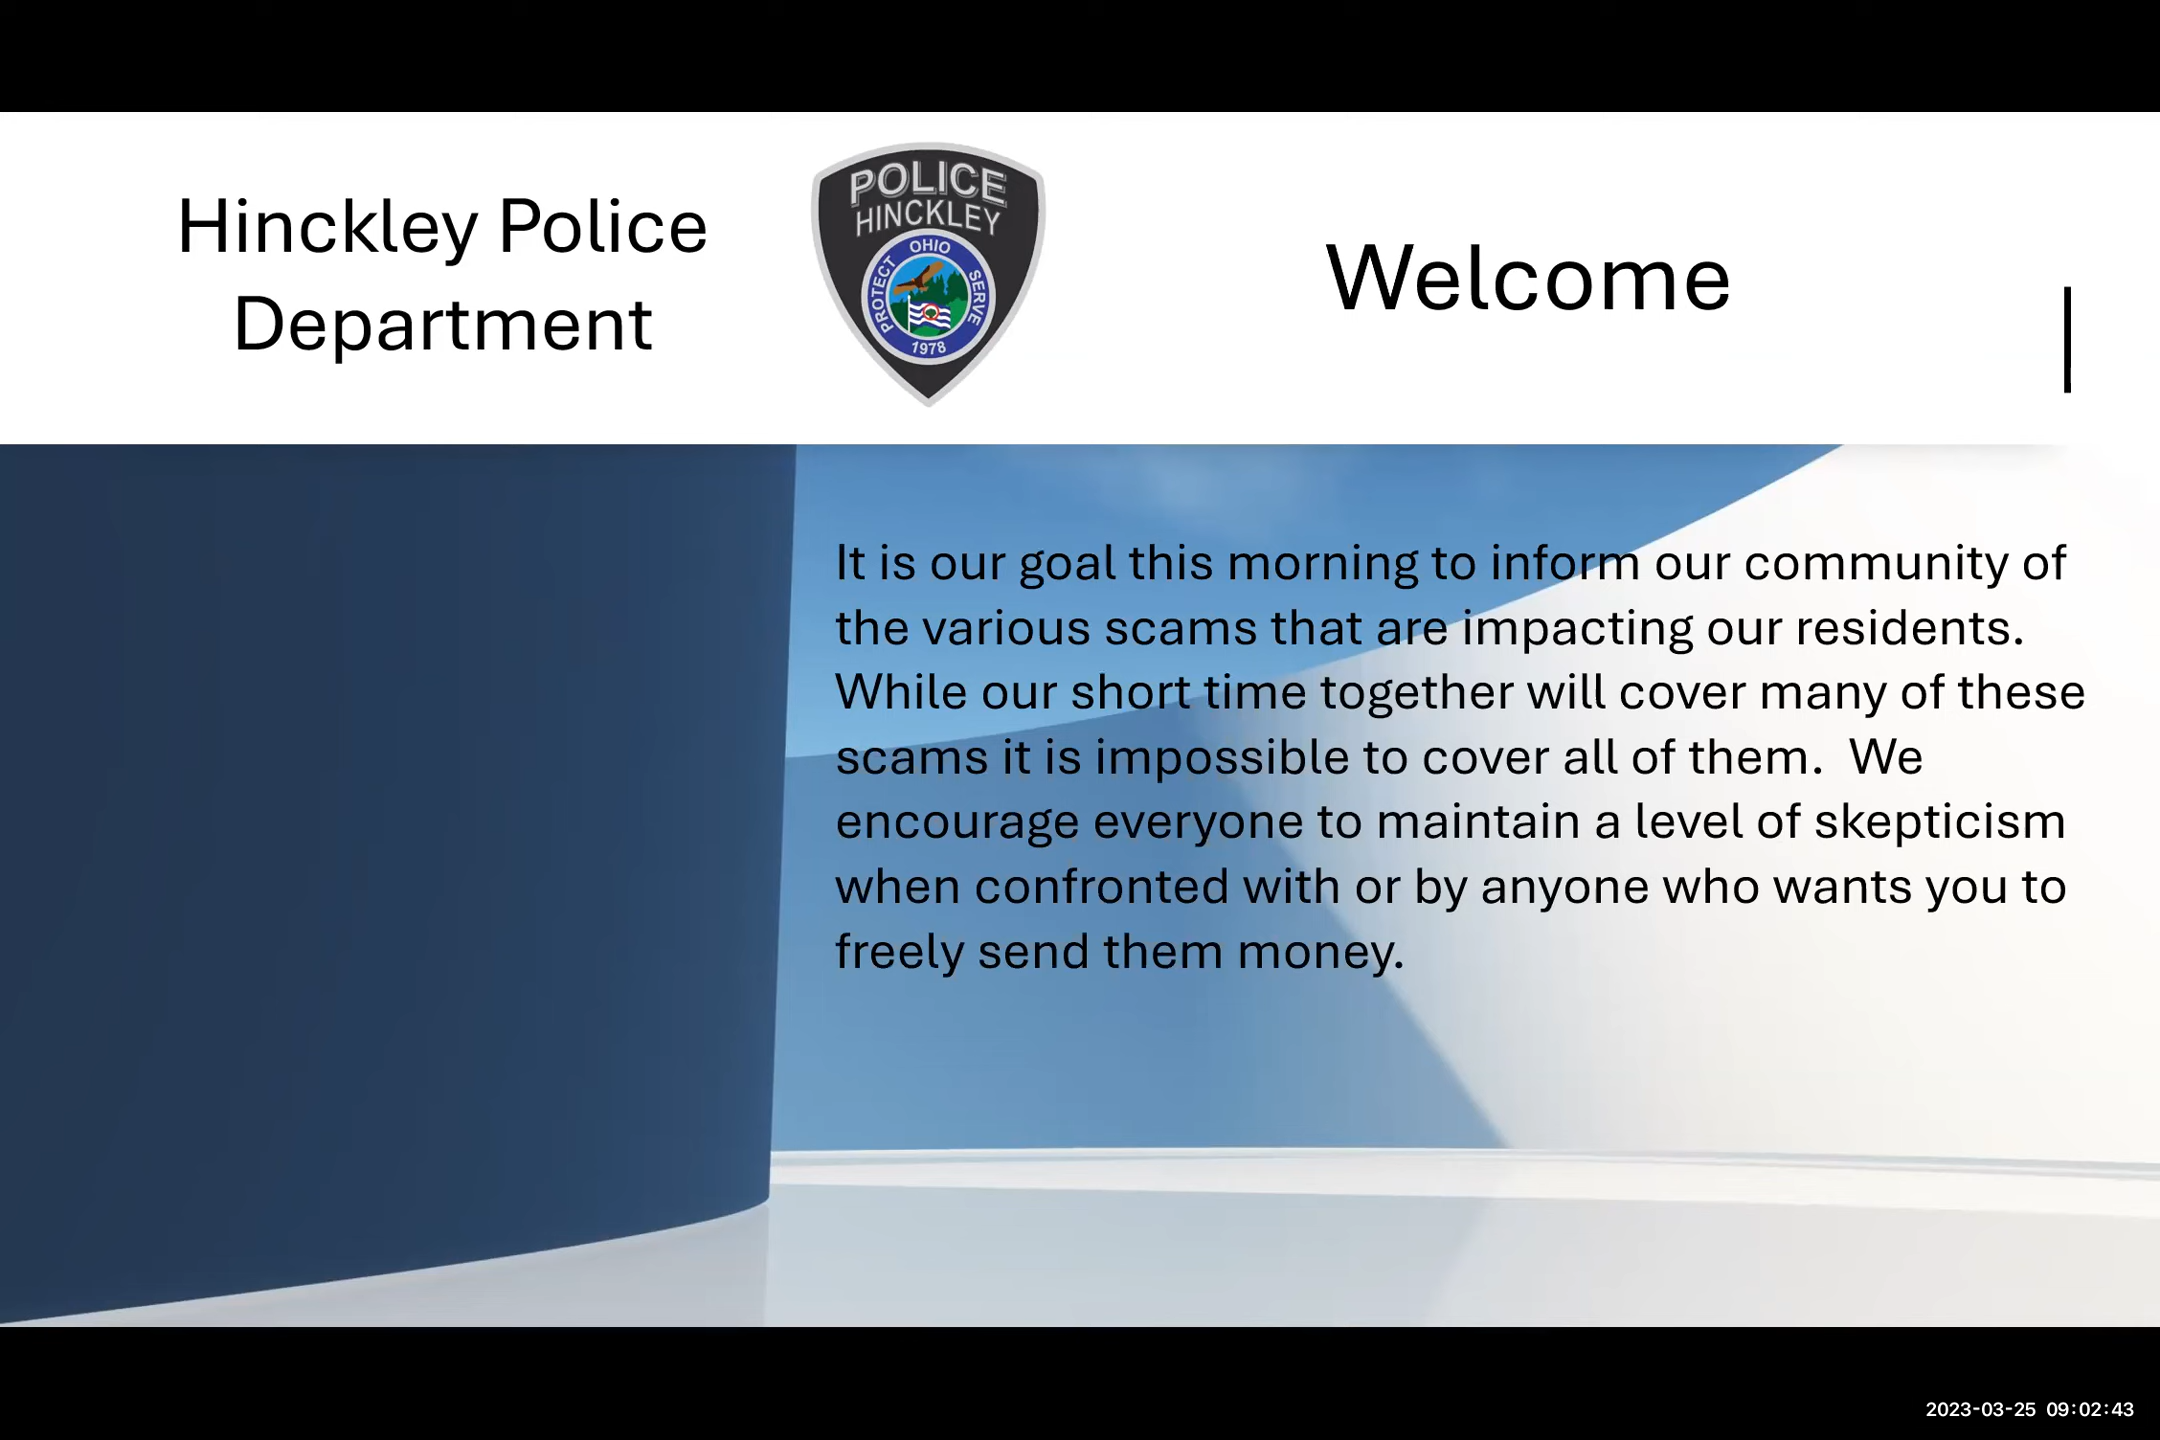 Hinckley Police
Department
POLICE
HINCKLEY
OHIO
PROTECT
SERVE
1978
Welcome
It is our goal this morning to inform our community of
the various scams that are impacting our residents.
While our short time together will cover many of these
scams it is impossible to cover all of them.  We
encourage everyone to maintain a level of skepticism
when confronted with or by anyone who wants you to
freely send them money.
2023-03-25 09:02:43